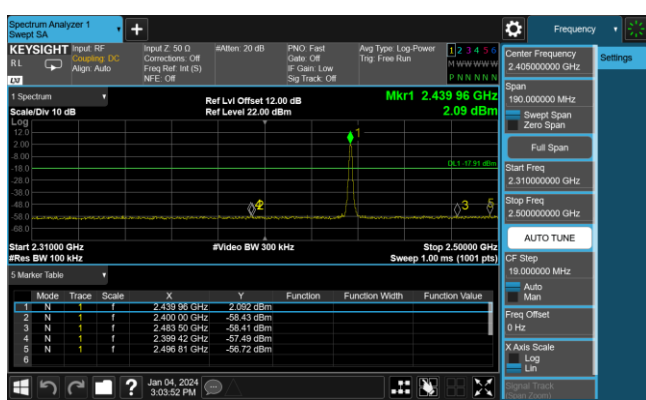 Spectrum Analyzer 1
Swept SA
Frequency
KEYSIGHT
Input: RF
Input Z: 50 Ω
#Atten: 20 dB
PNO: Fast
Avg Type: Log-Power
1 2 3 4 5 6
RL
Coupling: DC
Corrections: Off
Gate: Off
Trig: Free Run
M W W W W W
Align: Auto
Freq Ref: Int (S)
IF Gain: Low
NFE: Off
Sig Track: Off
P N N N N N
LXI
1 Spectrum
Ref Lvl Offset 12.00 dB
Mkr1 2.439 96 GHz
Scale/Div 10 dB
Ref Level 22.00 dBm
2.09 dBm
Log
12.0
2.00
-8.00
-18.0
-28.0
-38.0
-48.0
-58.0
-68.0
1
DL1 -17.91 dBm
3
5
Start 2.31000 GHz
#Video BW 300 kHz
Stop 2.50000 GHz
#Res BW 100 kHz
Sweep 1.00 ms (1001 pts)
5 Marker Table
Mode Trace Scale X Y Function Function Width Function Value
1 N 1 f 2.439 96 GHz 2.092 dBm
2 N 1 f 2.400 00 GHz -58.43 dBm
3 N 1 f 2.483 50 GHz -58.41 dBm
4 N 1 f 2.399 42 GHz -57.49 dBm
5 N 1 f 2.496 81 GHz -56.72 dBm
6
?
Jan 04, 2024
3:03:52 PM
Center Frequency
2.405000000 GHz
Settings
Span
190.000000 MHz
Swept Span
Zero Span
Full Span
Start Freq
2.310000000 GHz
Stop Freq
2.500000000 GHz
AUTO TUNE
CF Step
19.000000 MHz
Auto
Man
Freq Offset
0 Hz
X Axis Scale
Log
Lin
Signal Track
(Span Zoom)